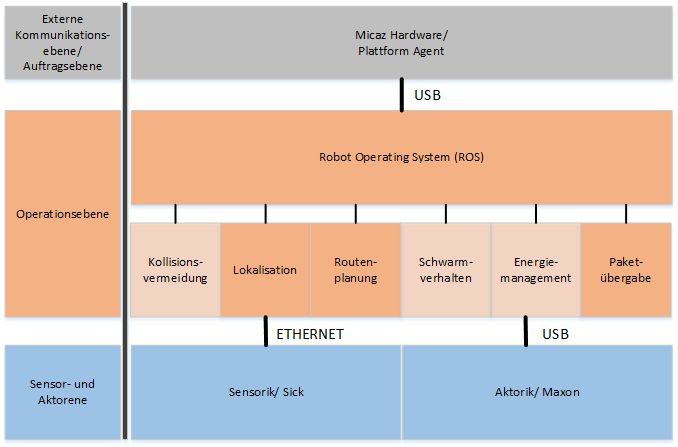 Externe
Kommunikations-
ebene/
Auftragsebene
Micaz Hardware/
Plattform Agent
USB
Operationsebene
Robot Operating System (ROS)
Kollisions-
vermeidung
Lokalisation
Routen-
planung
Schwarm-
verhalten
Energie-
management
Paket-
übergabe
ETHERNET
USB
Sensor- und
Aktorene
Sensorik/ Sick
Aktorik/ Maxon